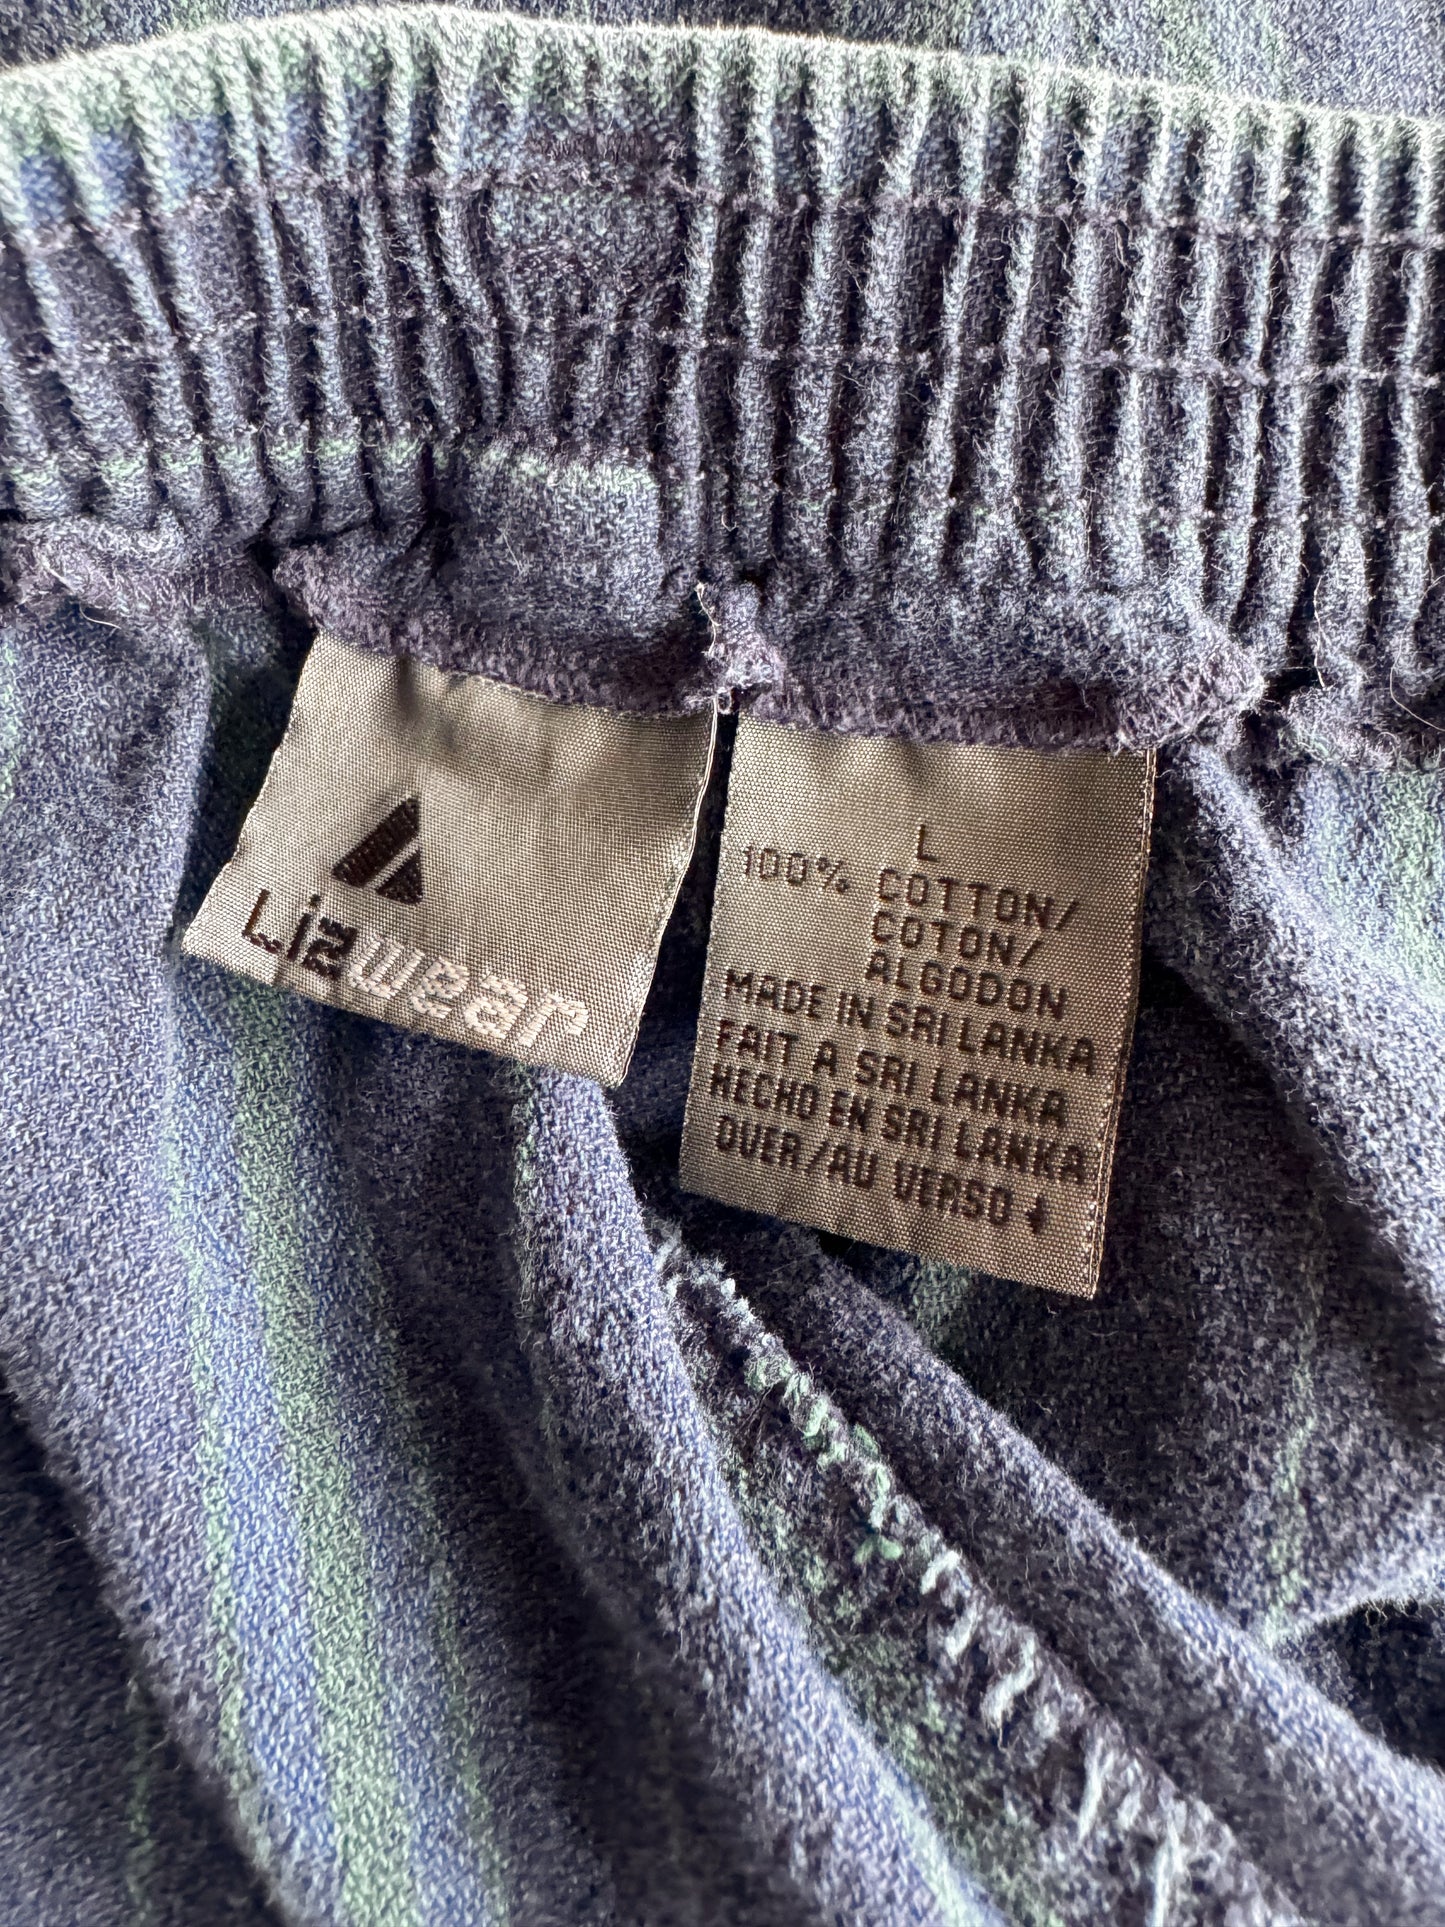 Lizwear
L
100% COTTON/
COTON/
ALGODON
MADE IN SRI LANKA
FAIT A SRI LANKA
HECHO EN SRI LANKA
OVER/AU VERSO